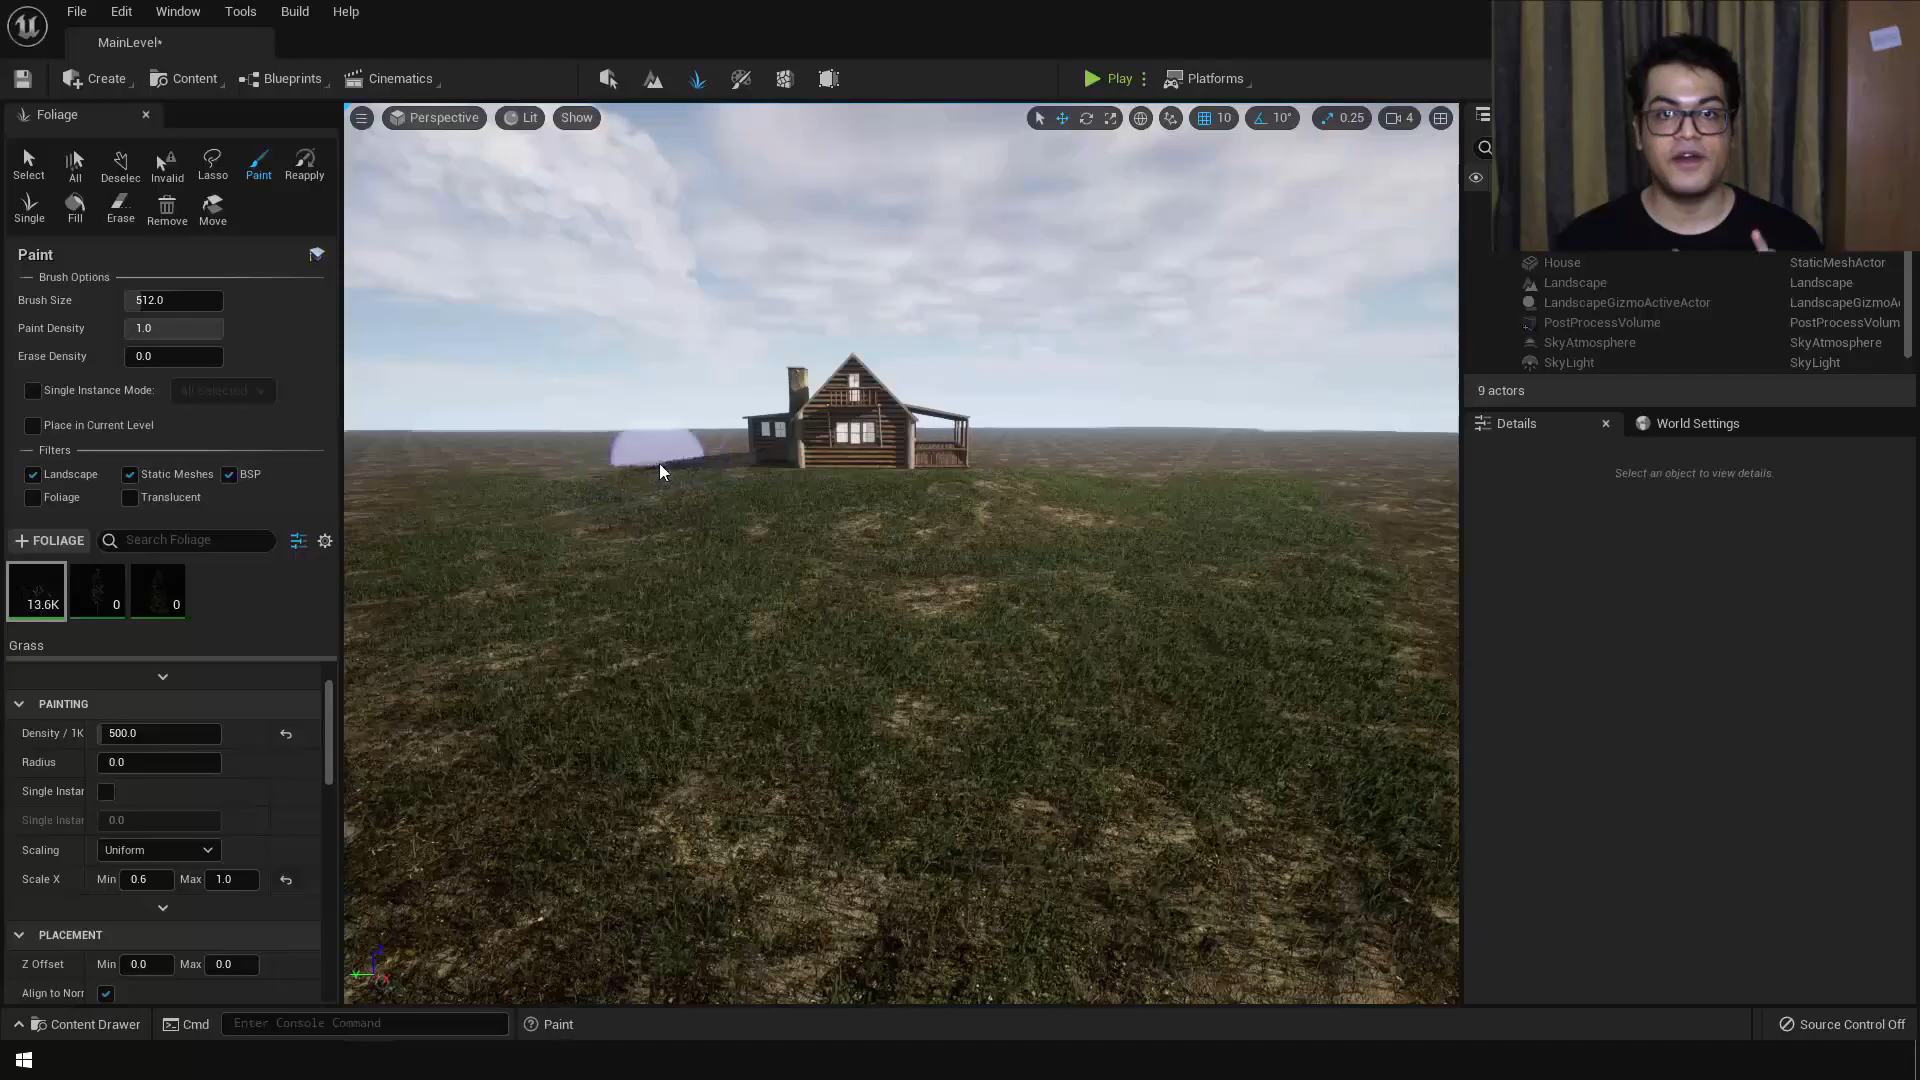 File Edit Window Tools Build Help
MainLevel*
Create Content Blueprints Cinematics Play Platforms
Foliage
Perspective Lit Show 10 10° 0.25 4
Select All Deselec Invalid Lasso Paint Reapply
Single Fill Erase Remove Move
Paint
Brush Options
Brush Size 512.0
Paint Density 1.0
Erase Density 0.0
Single Instance Mode: All Selected
Place in Current Level
Filters
Landscape Static Meshes BSP
Foliage Translucent
FOLIAGE Search Foliage
13.6K 0 0
Grass
PAINTING
Density / 1K 500.0
Radius 0.0
Single Instar
Single Instar 0.0
Scaling Uniform
Scale X Min 0.6 Max 1.0
PLACEMENT
Z Offset Min 0.0 Max 0.0
Align to Norr
House StaticMeshActor
Landscape Landscape
LandscapeGizmoActiveActor LandscapeGizmoA
PostProcessVolume PostProcessVolum
SkyAtmosphere SkyAtmosphere
SkyLight SkyLight
9 actors
Details World Settings
Select an object to view details.
Content Drawer Cmd Enter Console Command Paint Source Control Off